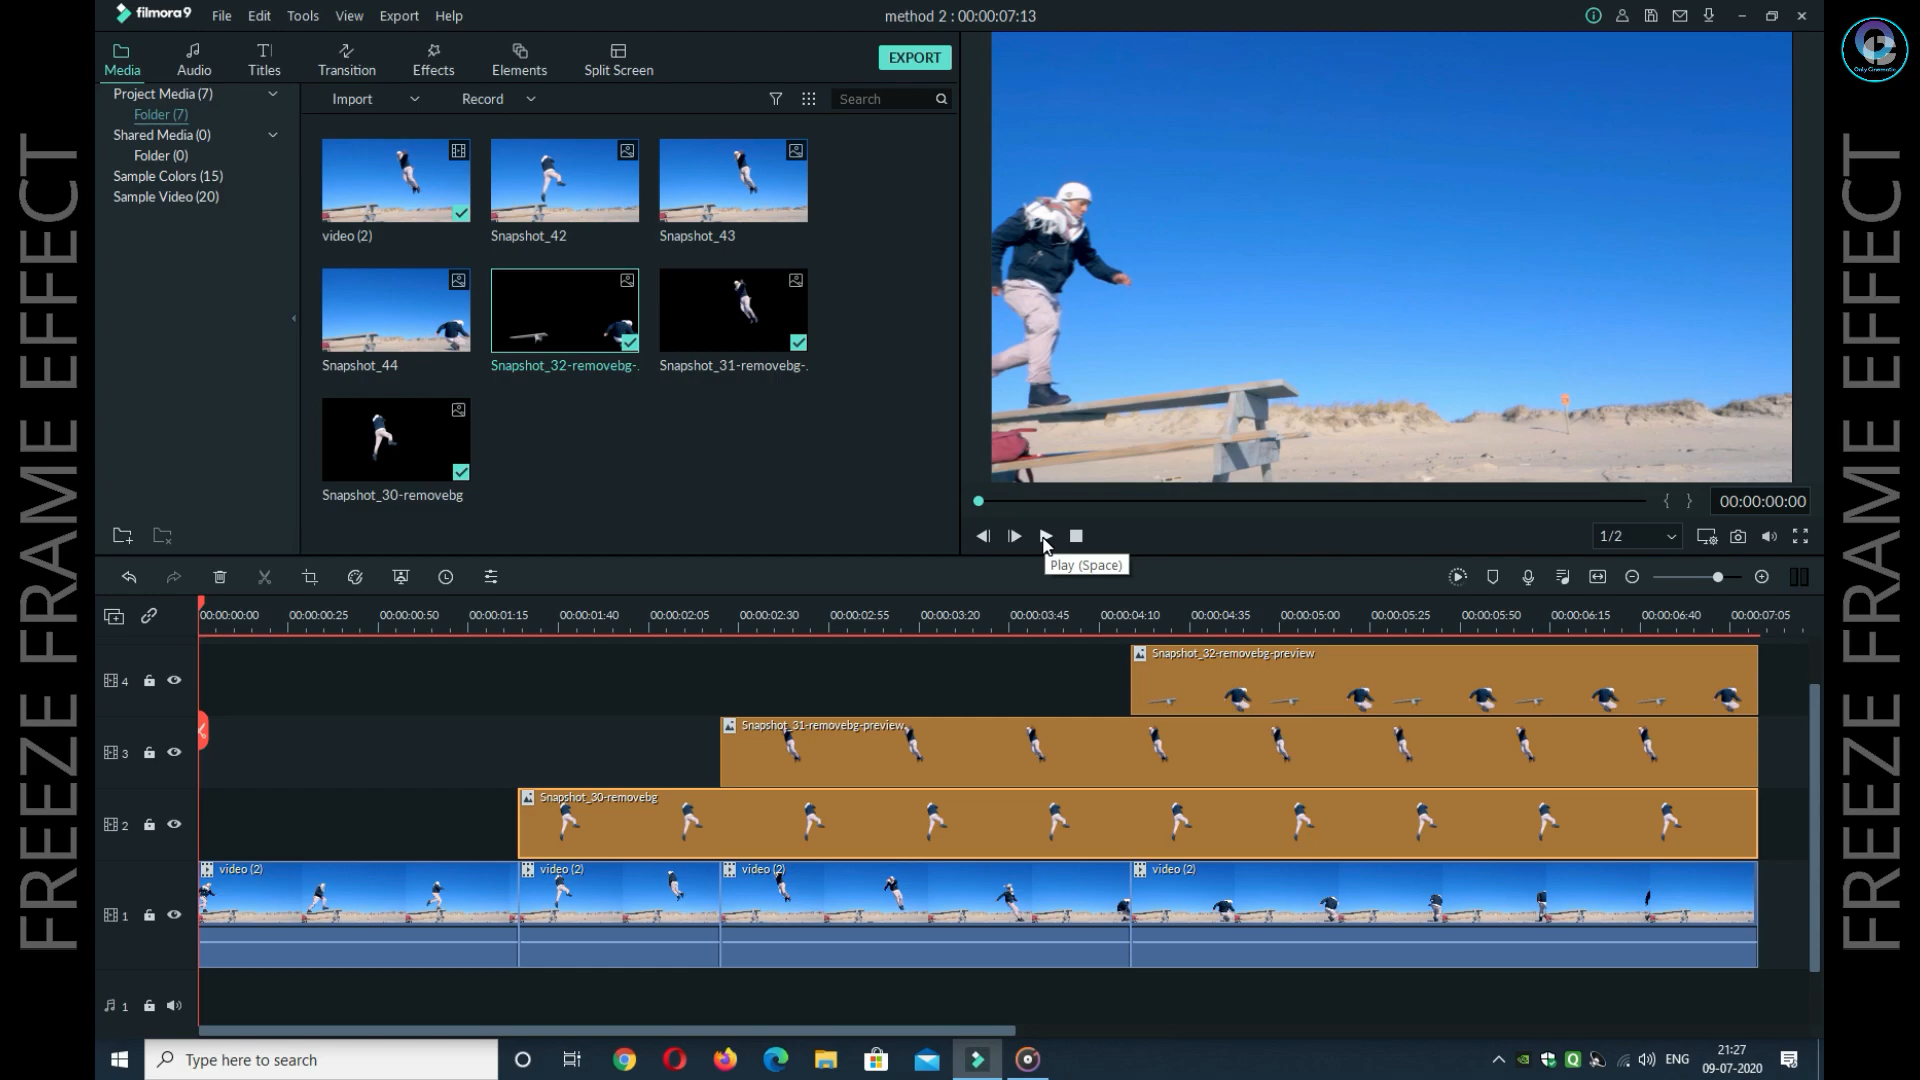 FREEZE FRAME EFFECT
filmora9
File
Edit
Tools
View
Export
Help
method 2 : 00:00:07:13
Only Cinematic
Media
Audio
Titles
Transition
Effects
Elements
Split Screen
EXPORT
Project Media (7)
Folder (7)
Shared Media (0)
Folder (0)
Sample Colors (15)
Sample Video (20)
Import
Record
Search
video (2)
Snapshot_42
Snapshot_43
Snapshot_44
Snapshot_32-removebg-.
Snapshot_31-removebg-.
Snapshot_30-removebg
{ }
00:00:00:00
1/2
Play (Space)
00:00:00:00
00:00:00:25
00:00:00:50
00:00:01:15
00:00:01:40
00:00:02:05
00:00:02:30
00:00:02:55
00:00:03:20
00:00:03:45
00:00:04:10
00:00:04:35
00:00:05:00
00:00:05:25
00:00:05:50
00:00:06:15
00:00:06:40
00:00:07:05
4
Snapshot_32-removebg-preview
3
Snapshot_31-removebg-preview
2
Snapshot_30-removebg
1
video (2)
video (2)
video (2)
video (2)
1
Type here to search
ENG
21:27
09-07-2020
FREEZE FRAME EFFECT